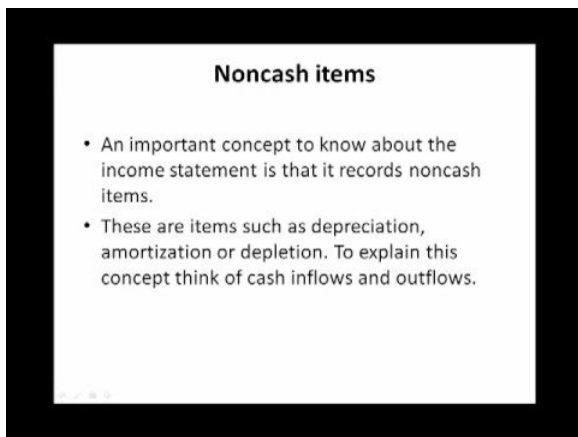 Noncash items
• An important concept to know about the
income statement is that it records noncash
items.
• These are items such as depreciation,
amortization or depletion. To explain this
concept think of cash inflows and outflows.